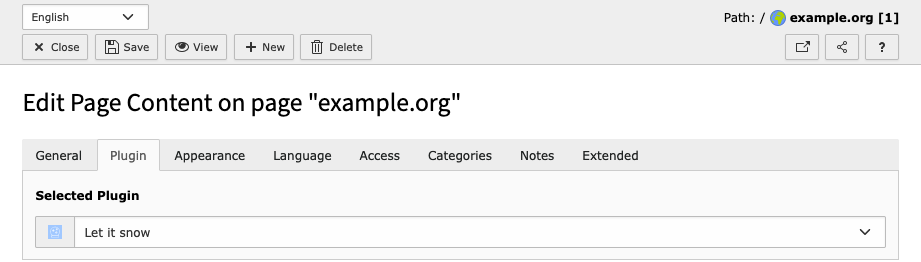 English
Path: / example.org [1]
Close Save View New Delete ?
Edit Page Content on page "example.org"
General Plugin Appearance Language Access Categories Notes Extended
Selected Plugin
Let it snow